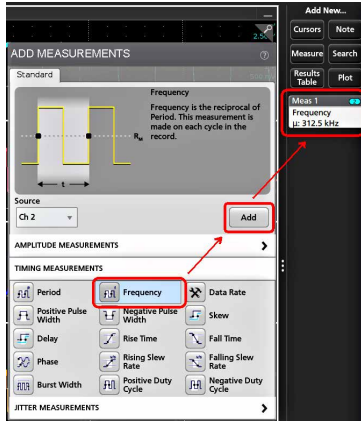 Add New...
2.50
ADD MEASUREMENTS
Cursors
Note
Measure
Search
Results Table
Plot
Standard
Meas 1
2
Frequency
μ: 312.5 kHz
Frequency
Frequency is the reciprocal of
Period. This measurement is
made on each cycle in the
record.
RM
t
Source
Ch 2
Add
AMPLITUDE MEASUREMENTS
TIMING MEASUREMENTS
Period
Frequency
Data Rate
Positive Pulse Width
Negative Pulse Width
Skew
Delay
Rise Time
Fall Time
Phase
Rising Slew Rate
Falling Slew Rate
Burst Width
Positive Duty Cycle
Negative Duty Cycle
JITTER MEASUREMENTS